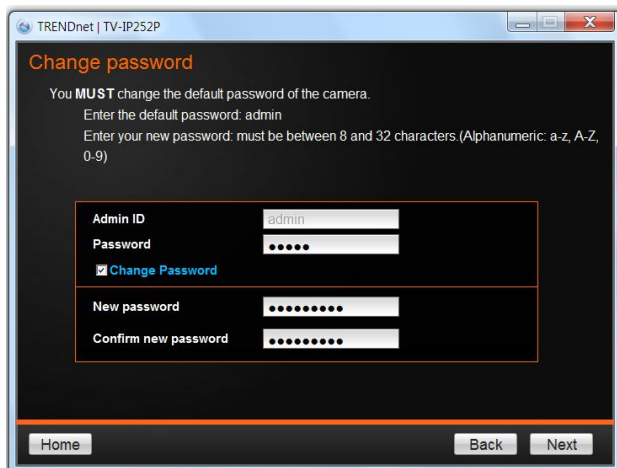 TRENDnet | TV-IP252P
Change password
You MUST change the default password of the camera.
Enter the default password: admin
Enter your new password: must be between 8 and 32 characters.(Alphanumeric: a-z, A-Z,
0-9)
Admin ID admin
Password •••••
Change Password
New password •••••••••
Confirm new password •••••••••
Home Back Next